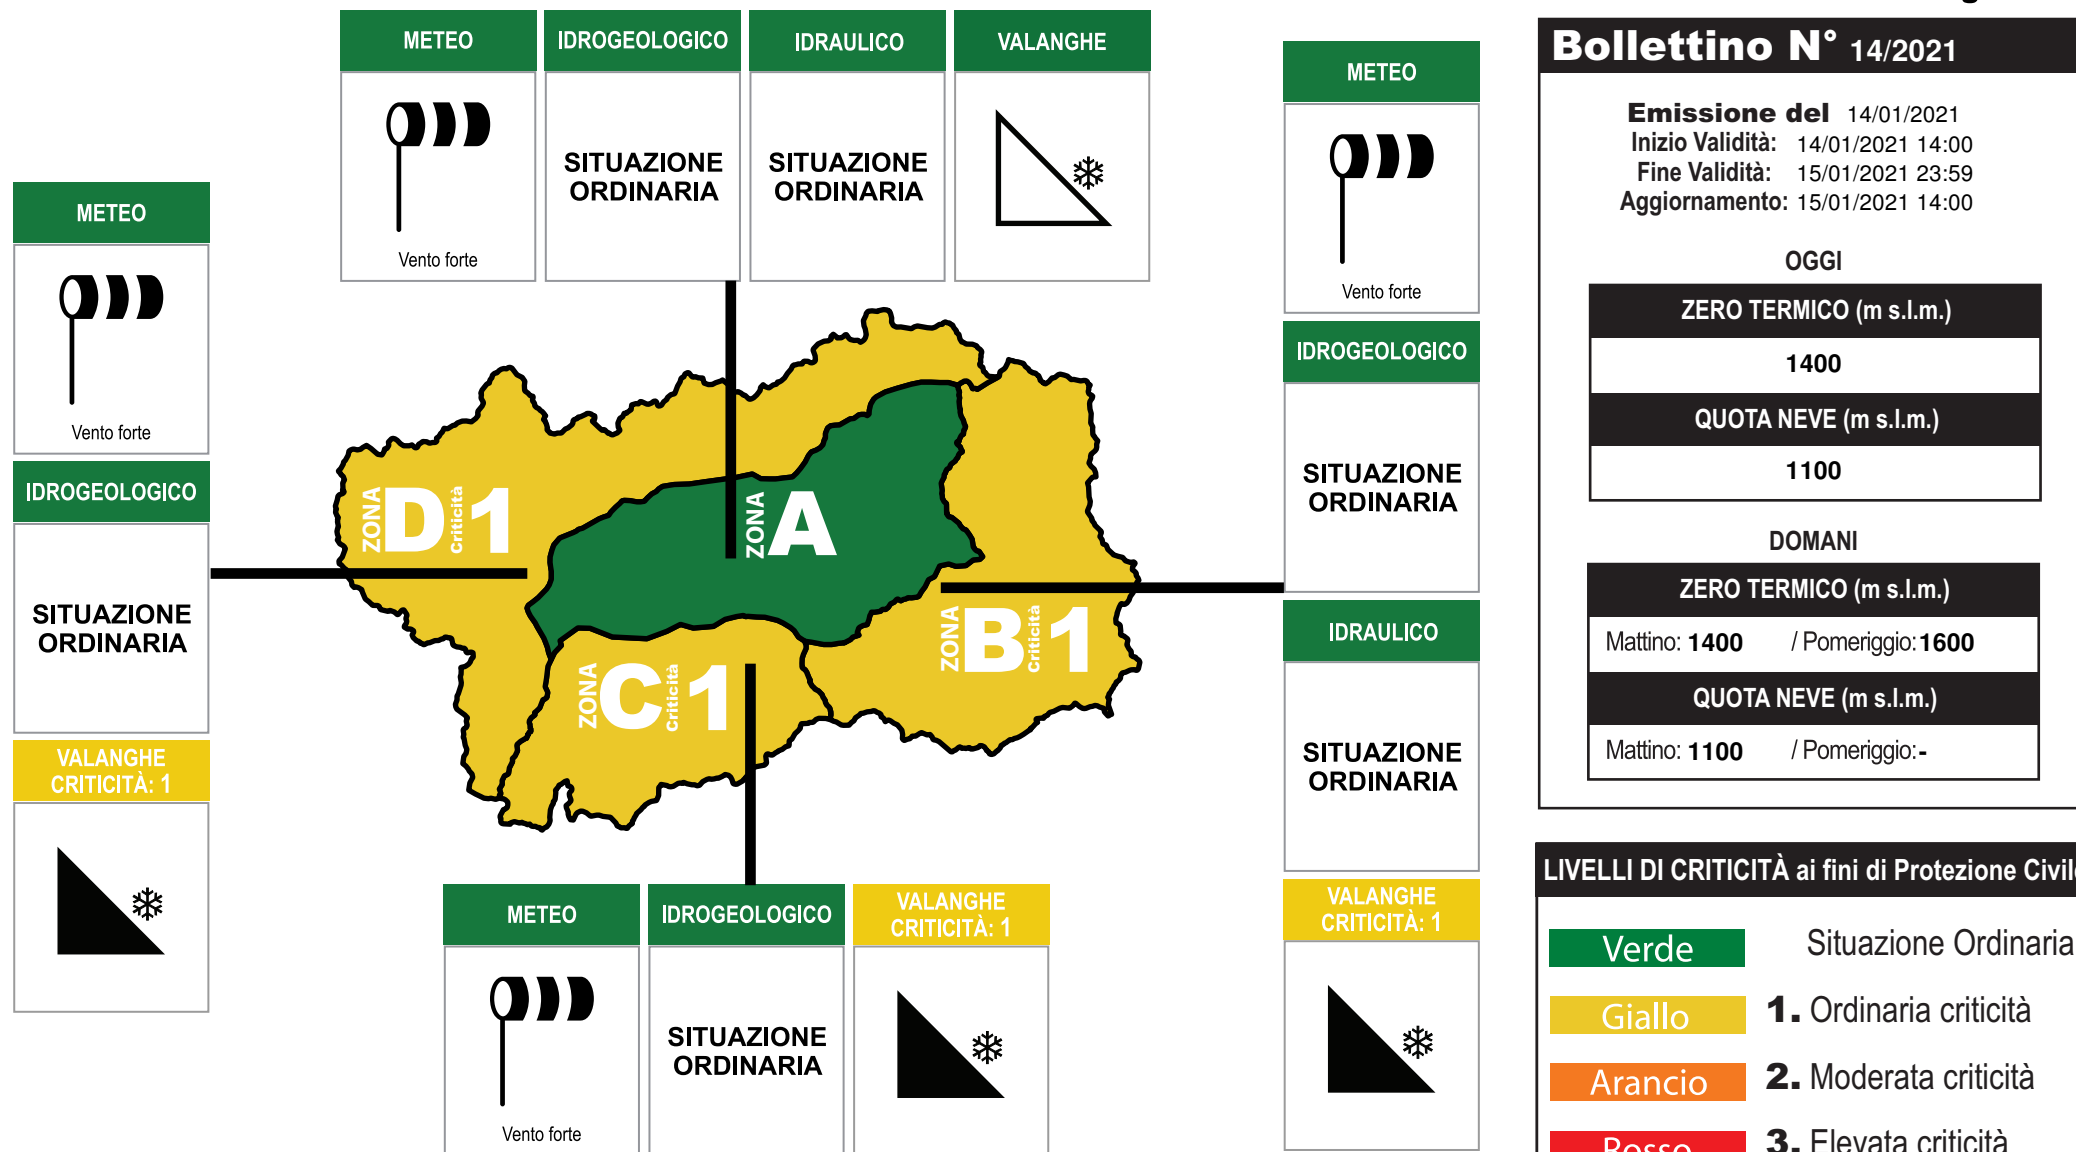 METEO
IDROGEOLOGICO
IDRAULICO
VALANGHE
Vento forte
SITUAZIONE
ORDINARIA
SITUAZIONE
ORDINARIA
METEO
Vento forte
IDROGEOLOGICO
SITUAZIONE
ORDINARIA
VALANGHE
CRITICITÀ: 1
METEO
Vento forte
IDROGEOLOGICO
SITUAZIONE
ORDINARIA
IDRAULICO
SITUAZIONE
ORDINARIA
VALANGHE
CRITICITÀ: 1
ZONA D Criticità 1
ZONA A
ZONA B Criticità 1
ZONA C Criticità 1
METEO
IDROGEOLOGICO
VALANGHE
CRITICITÀ: 1
Vento forte
SITUAZIONE
ORDINARIA
Bollettino N° 14/2021
Emissione del 14/01/2021
Inizio Validità: 14/01/2021 14:00
Fine Validità: 15/01/2021 23:59
Aggiornamento: 15/01/2021 14:00
OGGI
ZERO TERMICO (m s.l.m.)
1400
QUOTA NEVE (m s.l.m.)
1100
DOMANI
ZERO TERMICO (m s.l.m.)
Mattino: 1400 / Pomeriggio: 1600
QUOTA NEVE (m s.l.m.)
Mattino: 1100 / Pomeriggio: -
LIVELLI DI CRITICITÀ ai fini di Protezione Civile
Verde Situazione Ordinaria
Giallo 1. Ordinaria criticità
Arancio 2. Moderata criticità
Rosso 3. Elevata criticità